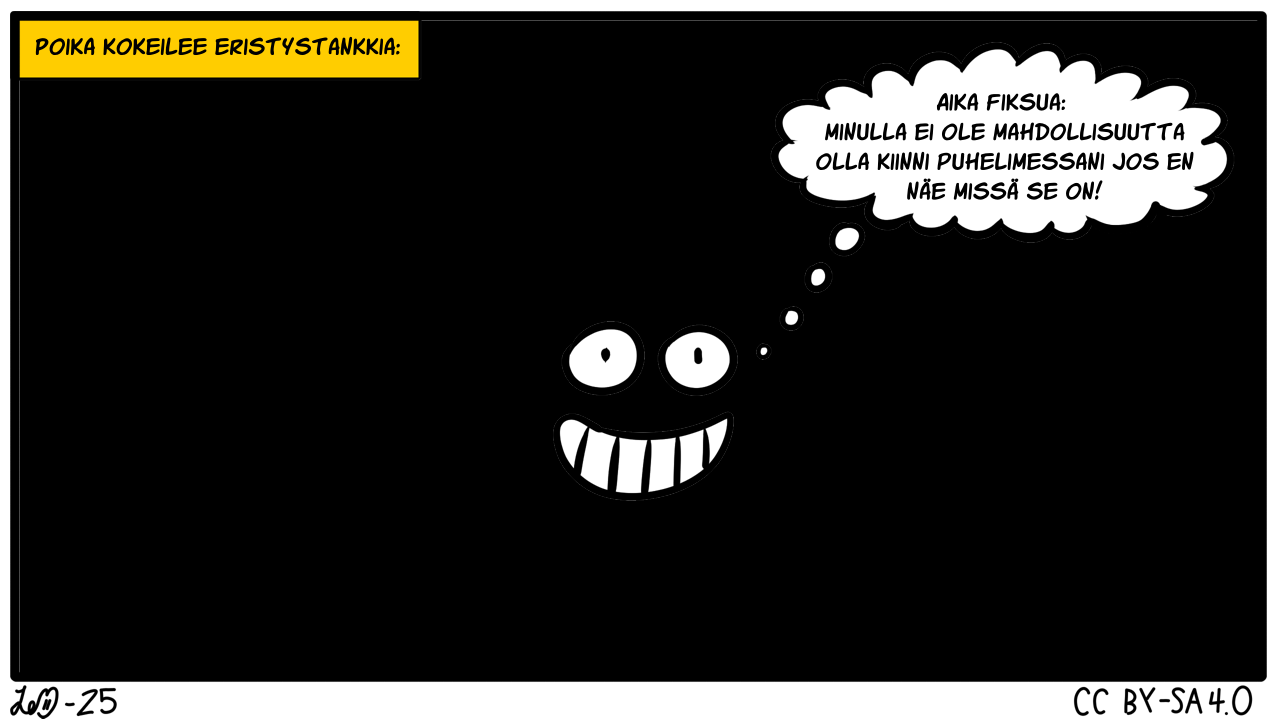 POIKA KOKEILEE ERISTYSTANKKIA:
AIKA FIKSUA:
MINULLA EI OLE MAHDOLLISUUTTA
OLLA KIINNI PUHELIMESSANI JOS EN
NÄE MISSÄ SE ON!
-25
CC BY-SA 4.0